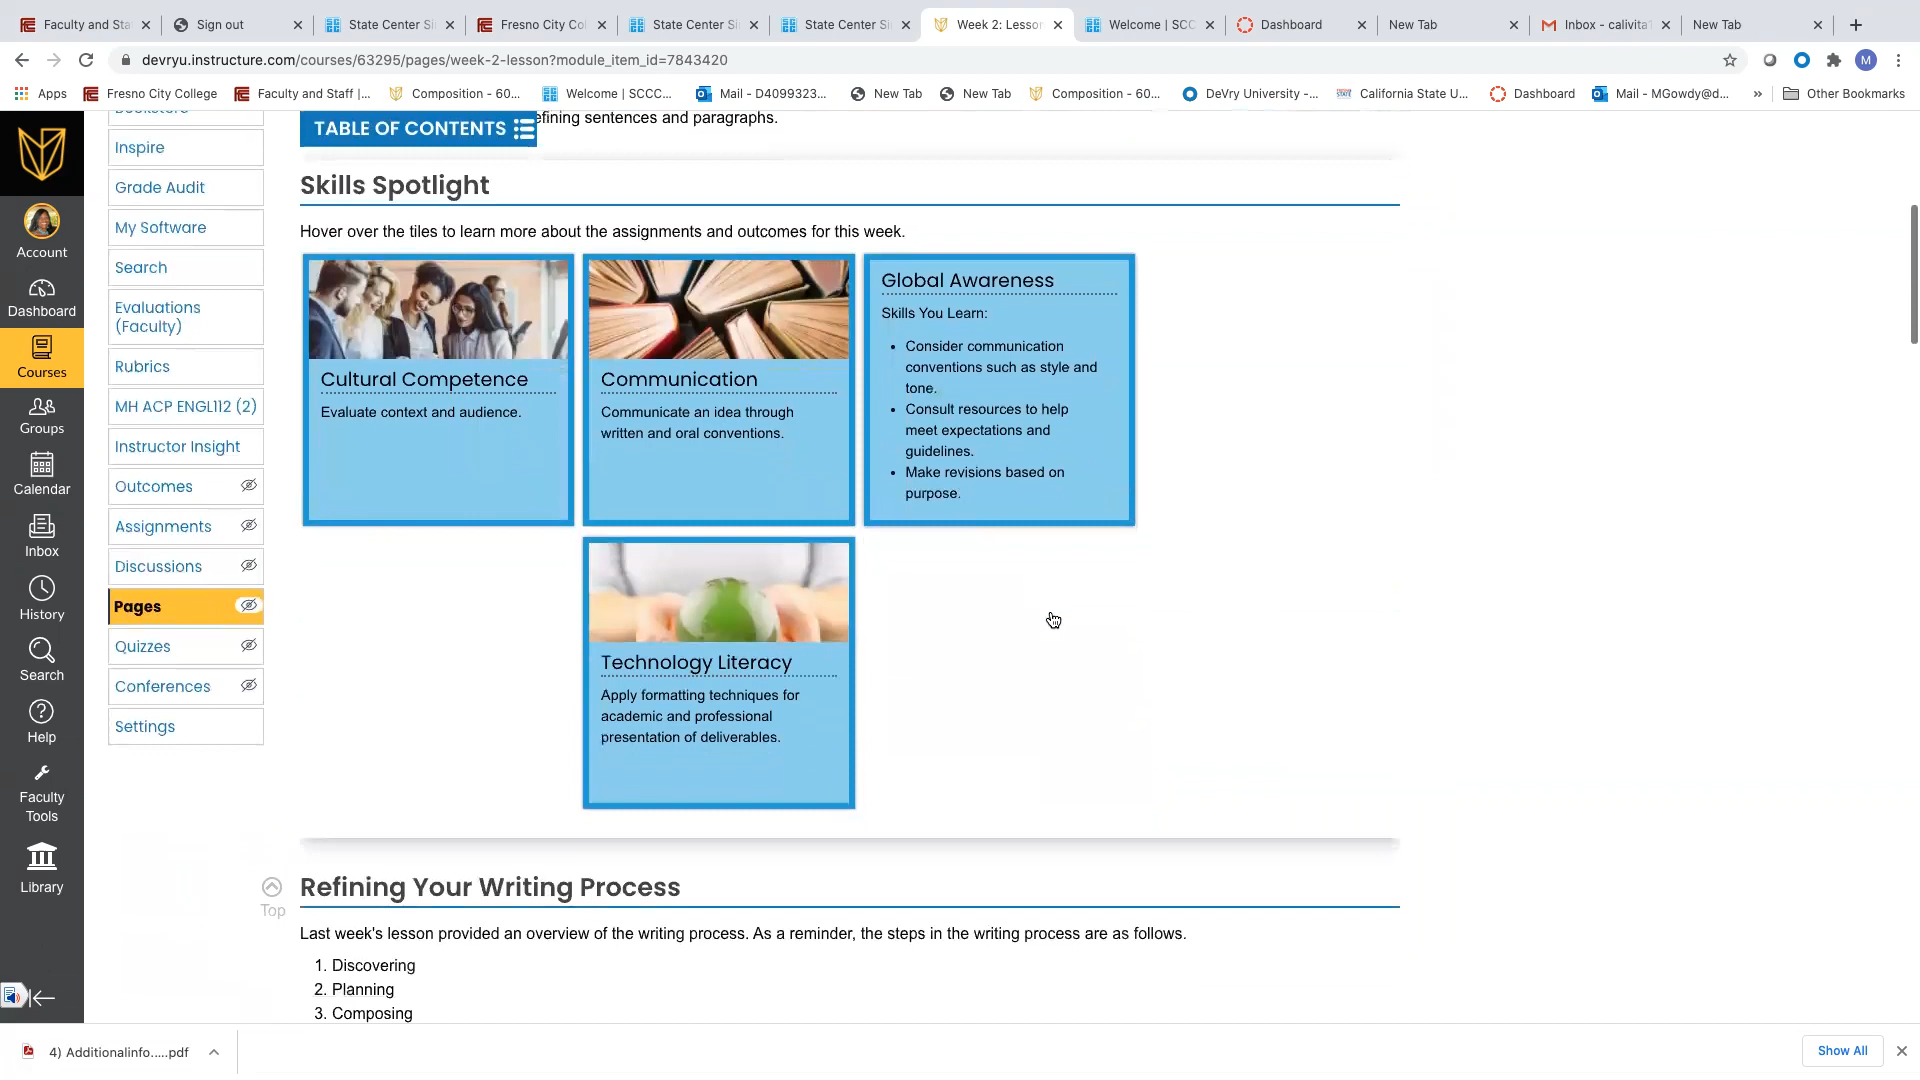 Faculty and Sta
Sign out
State Center Si
Fresno City Col
State Center Si
State Center Si
Week 2: Lesson
Welcome | SCCC
Dashboard
New Tab
Inbox - calivita
New Tab
devryu.instructure.com/courses/63295/pages/week-2-lesson?module_item_id=7843420
M
Apps
Fresno City College
Faculty and Staff |...
Composition - 60...
Welcome | SCCC...
Mail - D4099323...
New Tab
New Tab
Composition - 60...
DeVry University -...
California State U...
Dashboard
Mail - MGowdy@d...
»
Other Bookmarks
Account
Dashboard
Courses
Groups
Calendar
Inbox
History
Search
Help
Faculty
Tools
Library
Bookstore
Inspire
Grade Audit
My Software
Search
Evaluations
(Faculty)
Rubrics
MH ACP ENGL112 (2)
Instructor Insight
Outcomes
Assignments
Discussions
Pages
Quizzes
Conferences
Settings
TABLE OF CONTENTS
efining sentences and paragraphs.
Skills Spotlight
Hover over the tiles to learn more about the assignments and outcomes for this week.
Cultural Competence
Evaluate context and audience.
Communication
Communicate an idea through
written and oral conventions.
Global Awareness
Skills You Learn:
• Consider communication
conventions such as style and
tone.
• Consult resources to help
meet expectations and
guidelines.
• Make revisions based on
purpose.
Technology Literacy
Apply formatting techniques for
academic and professional
presentation of deliverables.
Top
Refining Your Writing Process
Last week's lesson provided an overview of the writing process. As a reminder, the steps in the writing process are as follows.
1. Discovering
2. Planning
3. Composing
4) Additionalinfo.....pdf
Show All